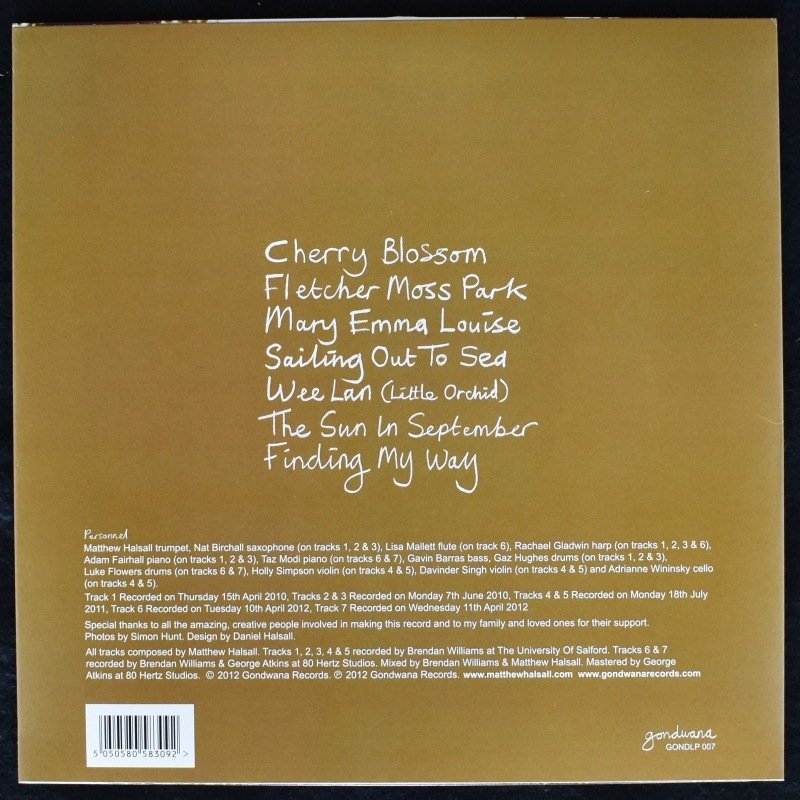 Cherry Blossom
Fletcher Moss Park
Mary Emma Louise
Sailing Out To Sea
Wee Lan (Little Orchid)
The Sun In September
Finding My Way
Personnel
Matthew Halsall trumpet, Nat Birchall saxophone (on tracks 1, 2 & 3), Lisa Mallett flute (on track 6), Rachael Gladwin harp (on tracks 1, 2, 3 & 6),
Adam Fairhall piano (on tracks 1, 2 & 3), Taz Modi piano (on tracks 6 & 7), Gavin Barras bass, Gaz Hughes drums (on tracks 1, 2 & 3),
Luke Flowers drums (on tracks 6 & 7), Holly Simpson violin (on tracks 4 & 5), Davinder Singh violin (on tracks 4 & 5) and Adrianne Wininsky cello
(on tracks 4 & 5).
Track 1 Recorded on Thursday 15th April 2010, Tracks 2 & 3 Recorded on Monday 7th June 2010, Tracks 4 & 5 Recorded on Monday 18th July
2011, Track 6 Recorded on Tuesday 10th April 2012, Track 7 Recorded on Wednesday 11th April 2012
Special thanks to all the amazing, creative people involved in making this record and to my family and loved ones for their support.
Photos by Simon Hunt. Design by Daniel Halsall.
All tracks composed by Matthew Halsall. Tracks 1, 2, 3, 4 & 5 recorded by Brendan Williams at The University Of Salford. Tracks 6 & 7
recorded by Brendan Williams & George Atkins at 80 Hertz Studios. Mixed by Brendan Williams & Matthew Halsall. Mastered by George
Atkins at 80 Hertz Studios. © 2012 Gondwana Records. ℗ 2012 Gondwana Records. www.matthewhalsall.com www.gondwanarecords.com
5 050580 583092 >
gondwana
GONDLP 007